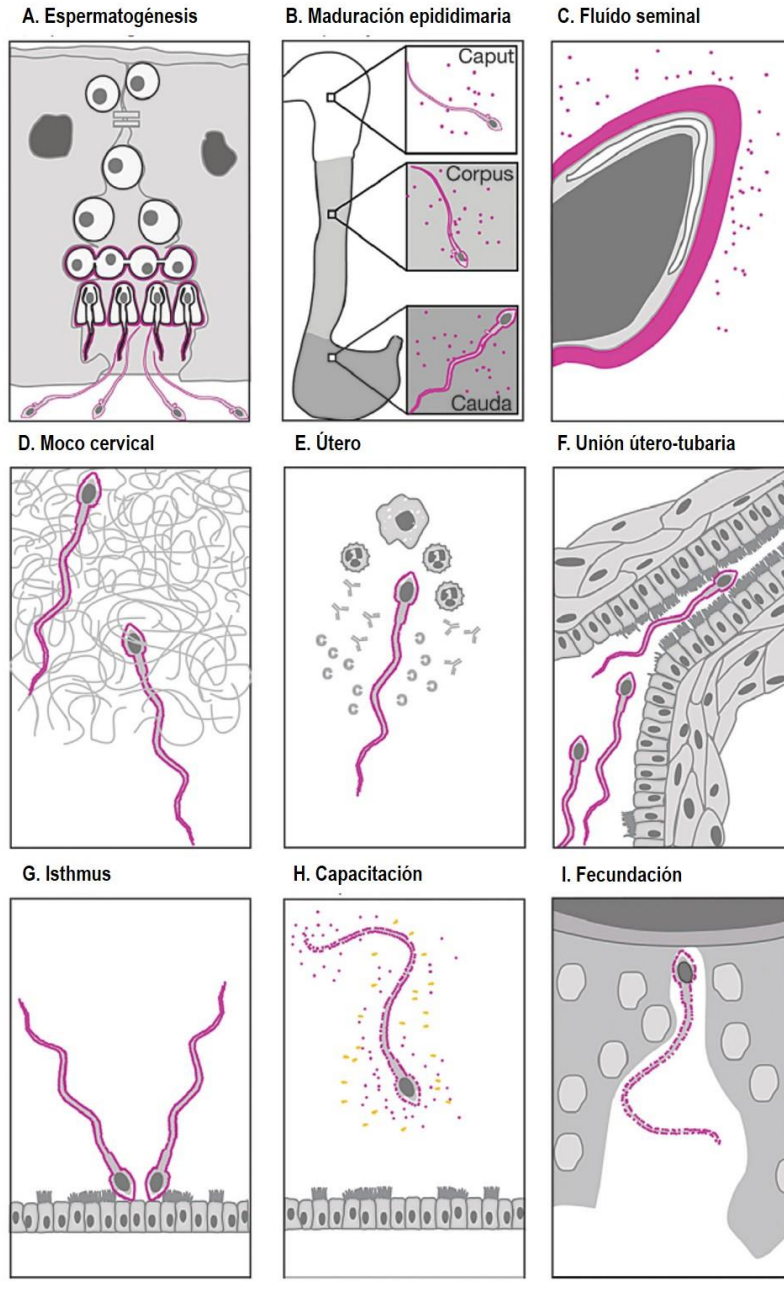 A. Espermatogénesis
B. Maduración epididimaria
C. Fluído seminal
Caput
Corpus
Cauda
D. Moco cervical
E. Útero
F. Unión útero-tubaria
G. Isthmus
H. Capacitación
I. Fecundación